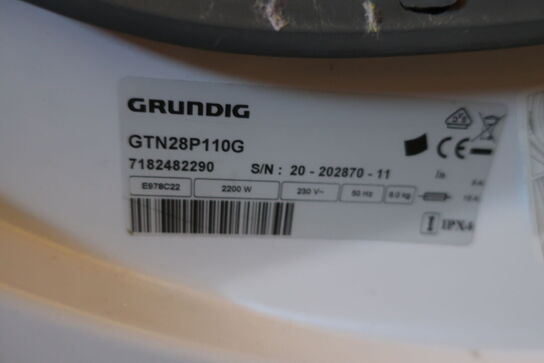 GRUNDIG
GTN28P110G
7182482290 S/N : 20 - 202870 - 11
E978C22 2200 W 230 V~ 50 Hz 8.0 kg
CE
IPX4